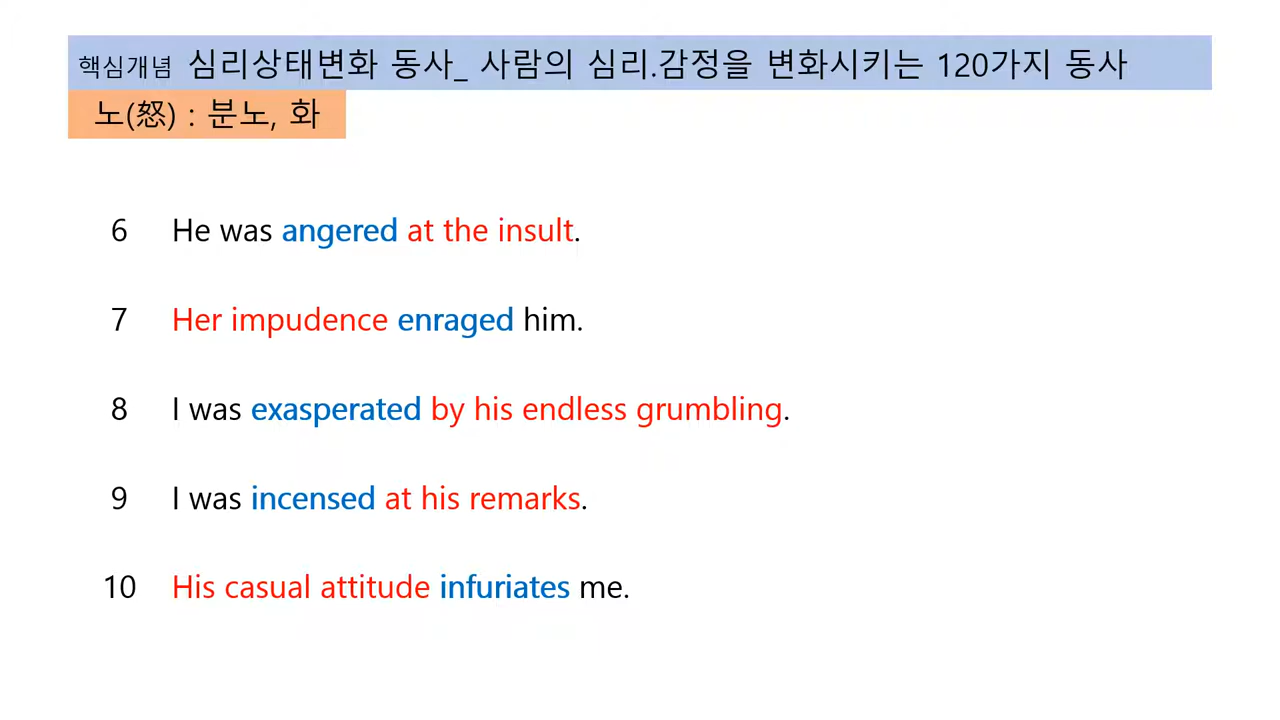 핵심개념 심리상태변화 동사_ 사람의 심리.감정을 변화시키는 120가지 동사
노(怒) : 분노, 화
6 He was angered at the insult.
7 Her impudence enraged him.
8 I was exasperated by his endless grumbling.
9 I was incensed at his remarks.
10 His casual attitude infuriates me.